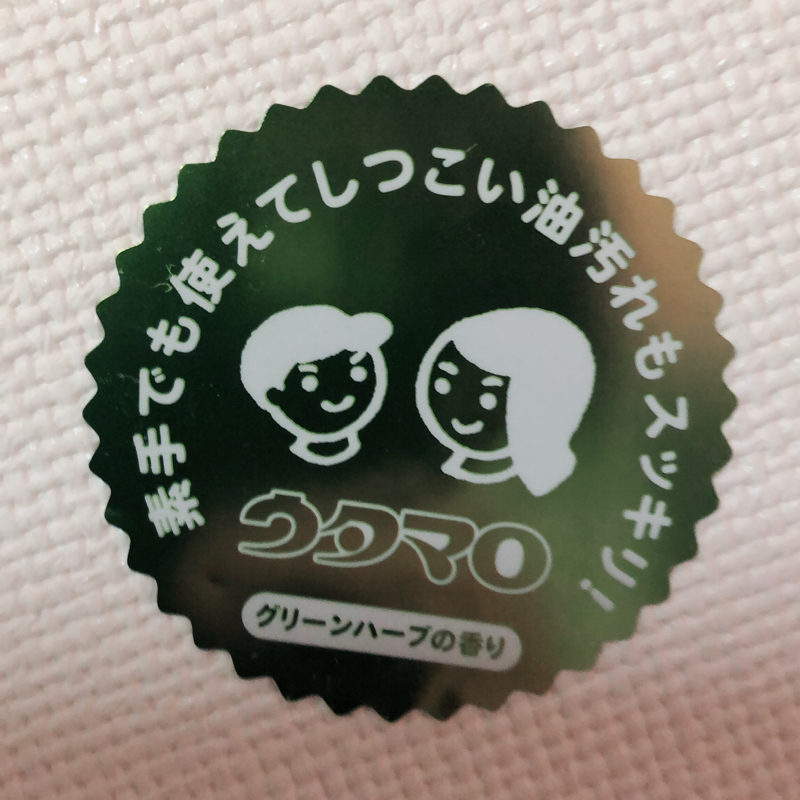 素手でも使えてしつこい油汚れもスッキリ!
ウタマロ
グリーンハーブの香り